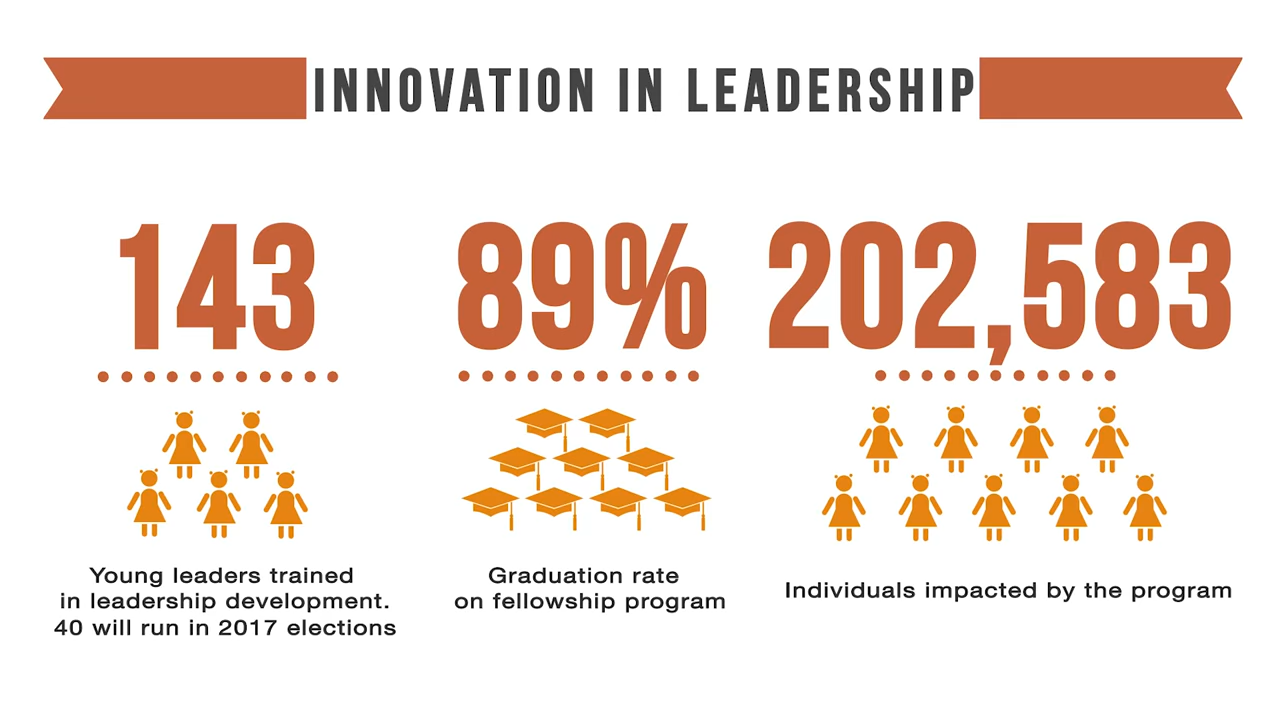 INNOVATION IN LEADERSHIP
143
Young leaders trained
in leadership development.
40 will run in 2017 elections
89%
Graduation rate
on fellowship program
202,583
Individuals impacted by the program